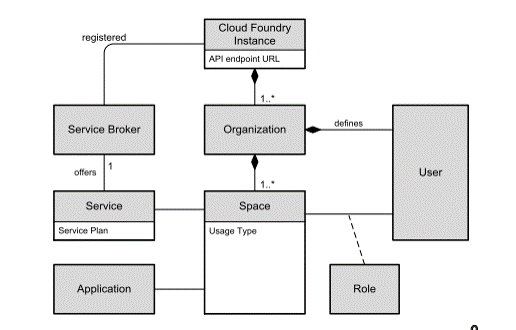 Cloud Foundry
Instance
API endpoint URL
registered
1..*
Service Broker
Organization
defines
User
offers
1
1..*
Service
Service Plan
Space
Usage Type
Application
Role